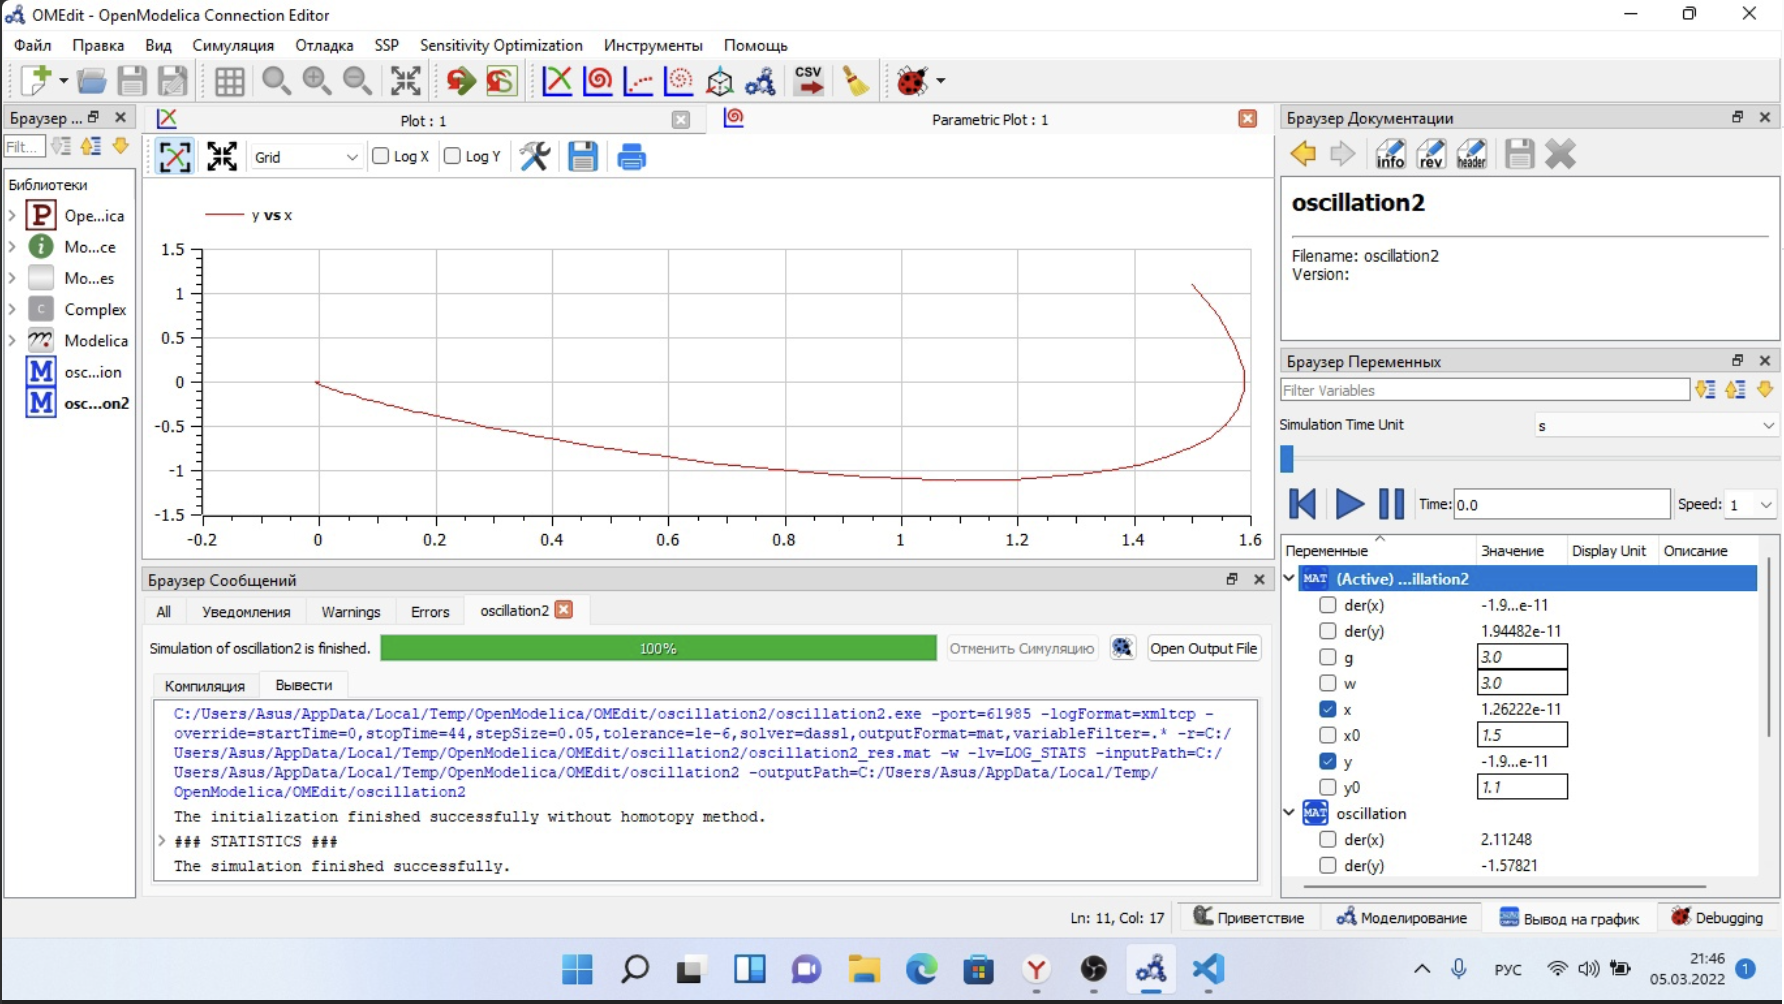 OMEdit - OpenModelica Connection Editor
Файл Правка Вид Симуляция Отладка SSP Sensitivity Optimization Инструменты Помощь
CSV
Браузер ...
Filt...
Библиотеки
P Ope...ica
i Mo...ce
Mo...es
C Complex
Modelica
M osc...ion
M osc...on2
Plot : 1
Parametric Plot : 1
Grid
Log X
Log Y
y vs x
1.5
1
0.5
0
-0.5
-1
-1.5
-0.2 0 0.2 0.4 0.6 0.8 1 1.2 1.4 1.6
Браузер Сообщений
All Уведомления Warnings Errors oscillation2
Simulation of oscillation2 is finished. 100% Отменить Симуляцию Open Output File
Компиляция Вывести
C:/Users/Asus/AppData/Local/Temp/OpenModelica/OMEdit/oscillation2/oscillation2.exe -port=61985 -logFormat=xmltcp -
override=startTime=0,stopTime=44,stepSize=0.05,tolerance=1e-6,solver=dassl,outputFormat=mat,variableFilter=.* -r=C:/
Users/Asus/AppData/Local/Temp/OpenModelica/OMEdit/oscillation2/oscillation2_res.mat -w -lv=LOG_STATS -inputPath=C:/
Users/Asus/AppData/Local/Temp/OpenModelica/OMEdit/oscillation2 -outputPath=C:/Users/Asus/AppData/Local/Temp/
OpenModelica/OMEdit/oscillation2
The initialization finished successfully without homotopy method.
### STATISTICS ###
The simulation finished successfully.
Браузер Документации
info rev header
oscillation2
Filename: oscillation2
Version:
Браузер Переменных
Filter Variables
Simulation Time Unit s
Time: 0.0 Speed: 1
Переменные Значение Display Unit Описание
MAT (Active) ...illation2
der(x) -1.9...e-11
der(y) 1.94482e-11
g 3.0
w 3.0
x 1.26222e-11
x0 1.5
y -1.9...e-11
y0 1.1
MAT oscillation
der(x) 2.11248
der(y) -1.57821
Ln: 11, Col: 17 Приветствие Моделирование Вывод на график Debugging
РУС
21:46
05.03.2022
1